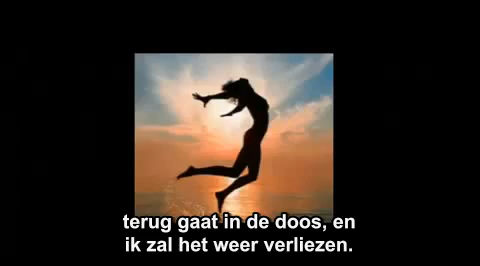 terug gaat in de doos, en
ik zal het weer verliezen.